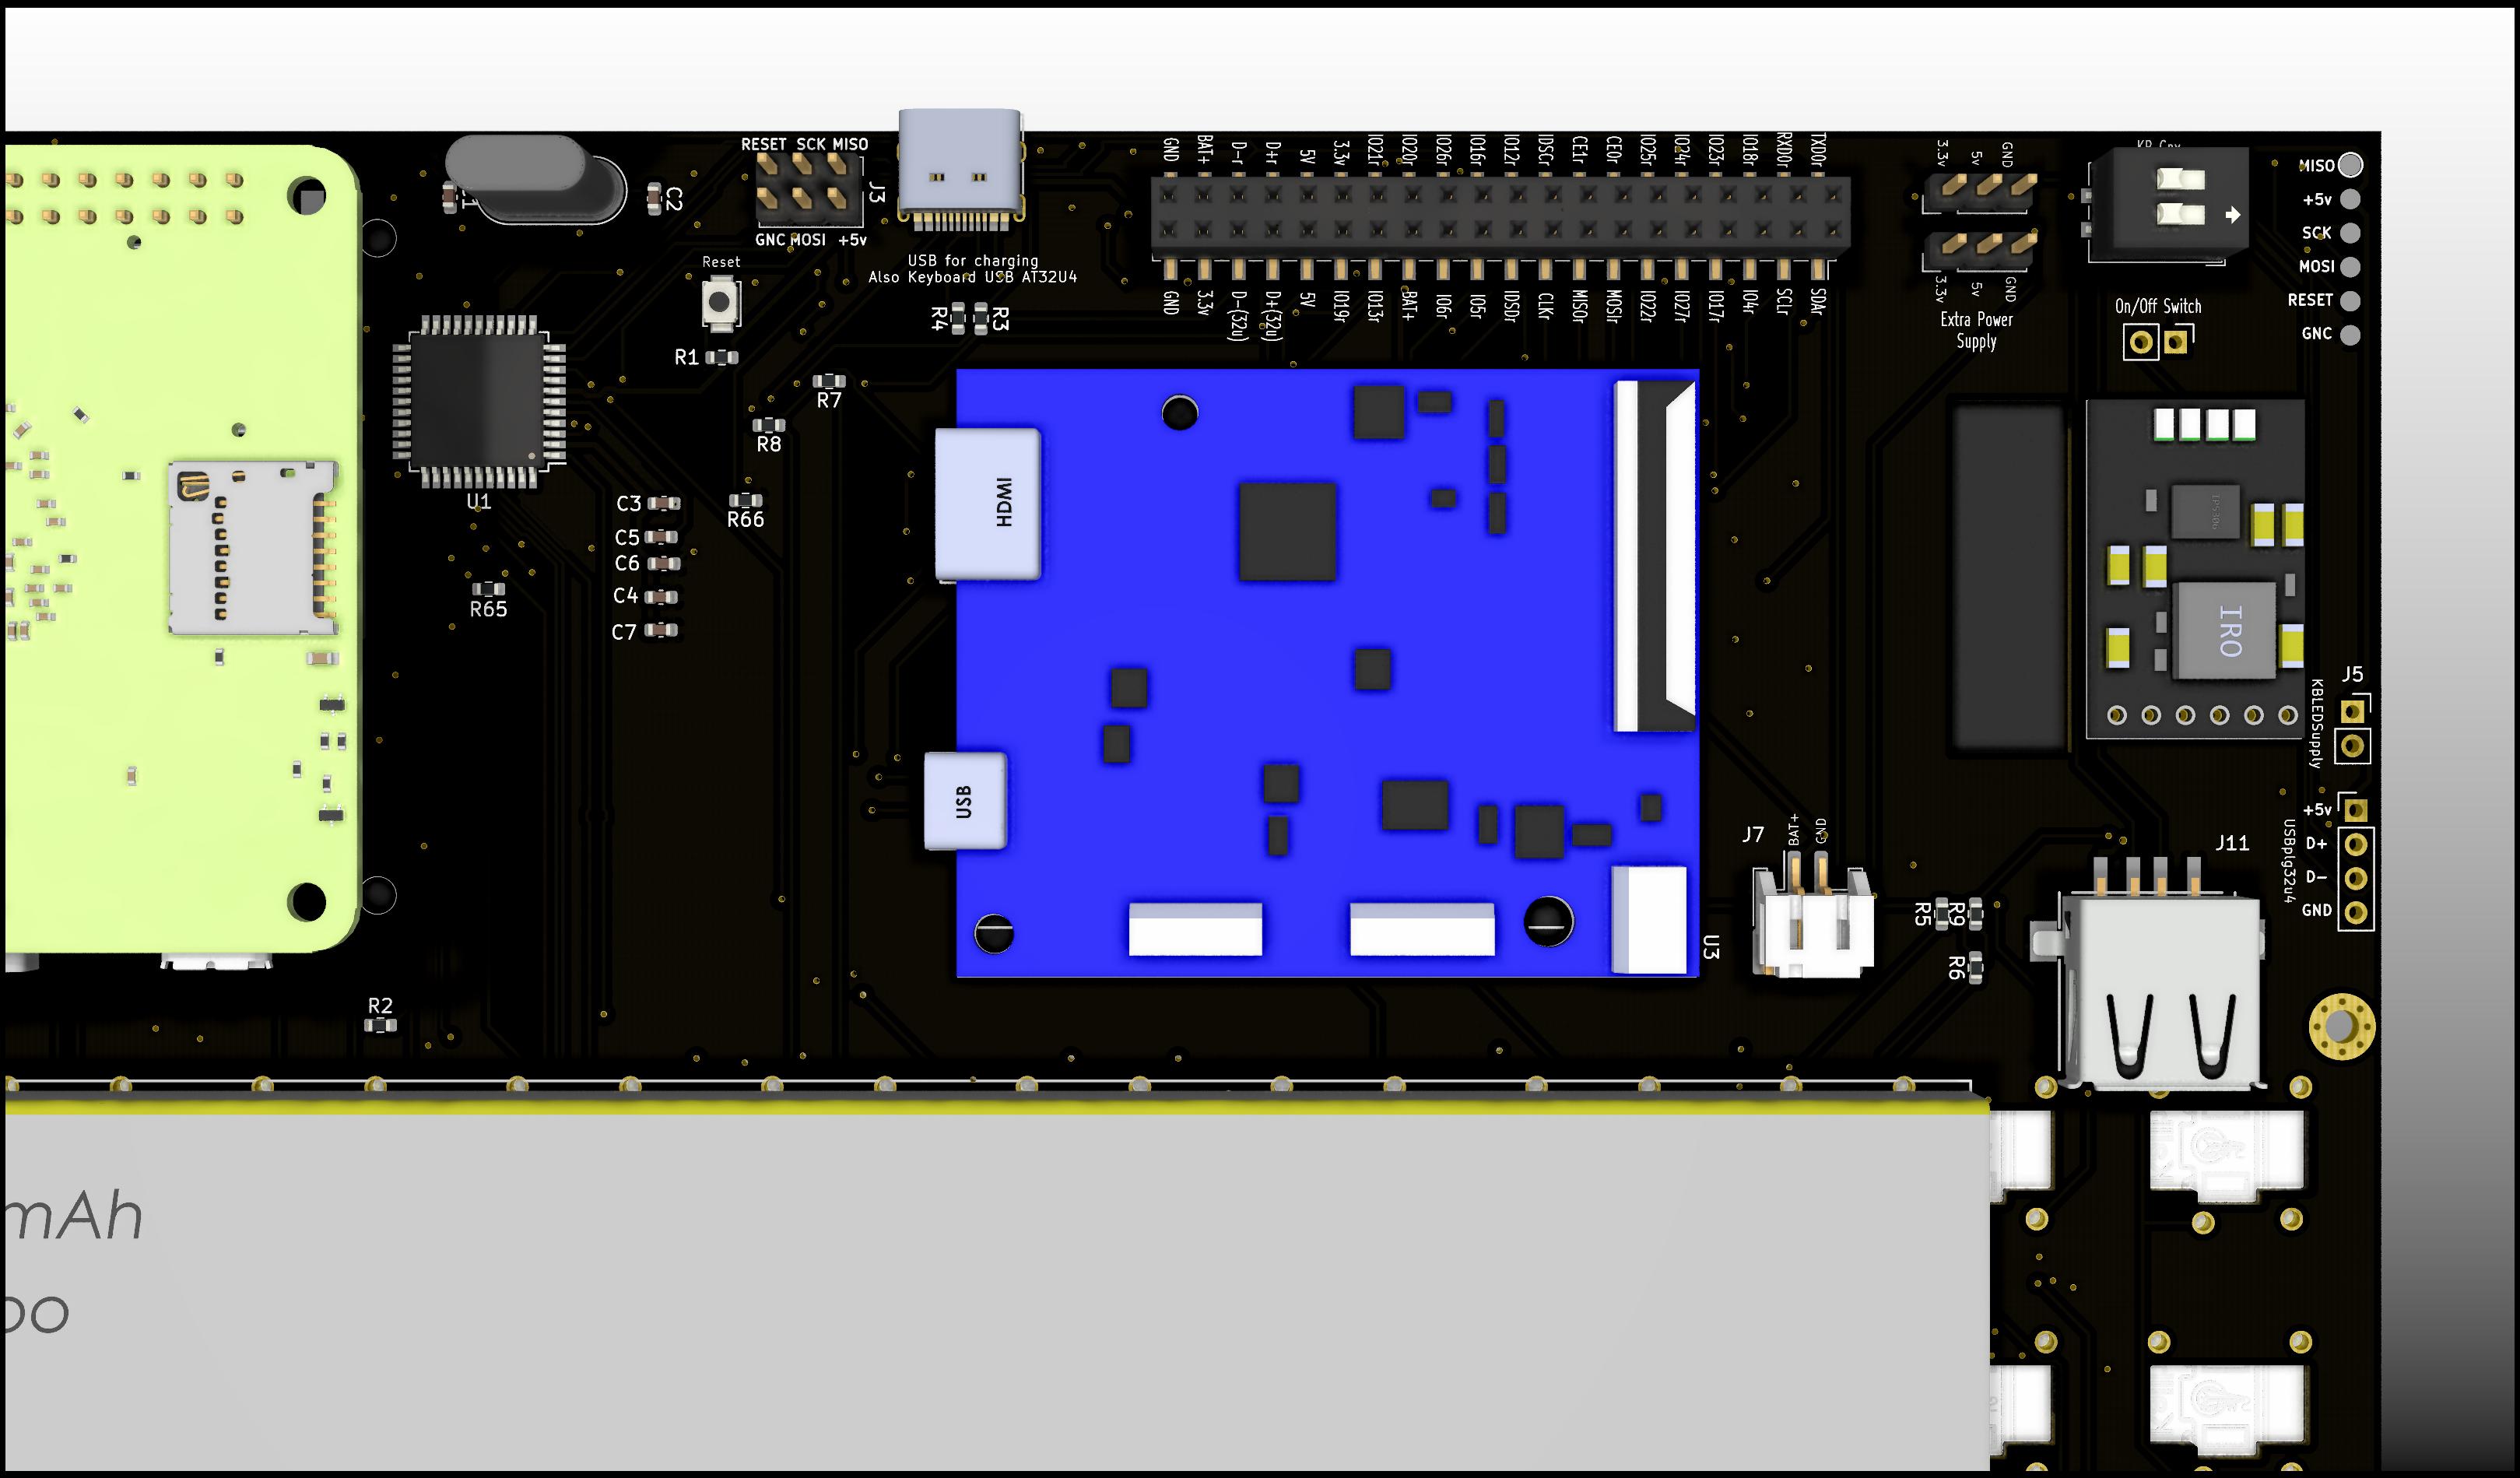 RESET SCK MISO
J3
GNC MOSI +5v
C2
Reset
USB for charging
Also Keyboard USB AT32U4
R4
R3
R1
R7
R8
R66
U1
C3
C5
C6
C4
C7
R65
R2
GND
BAT+
D-r
D+r
5V
3.3v
IO21r
IO20r
IO26r
IO16r
IO12r
IDSCr
CE1r
CE0r
IO25r
IO24r
IO23r
IO18r
RXD0r
TXD0r
GND
3.3v
D-(32u)
D+(32u)
5V
IO19r
IO13r
BAT+
IO6r
IO5r
IDSDr
CLKr
MISOr
MOSIr
IO22r
IO27r
IO17r
IO4r
SCLr
SDAr
3.3v
5v
GND
3.3v
5v
GND
Extra Power
Supply
MISO
+5v
SCK
MOSI
RESET
GNC
On/Off Switch
HDMI
USB
U3
IRO
J5
KBLEDSupply
J7
BAT+
GND
J11
+5v
D+
D-
GND
USBplg32u4
R5
R9
R6
mAh